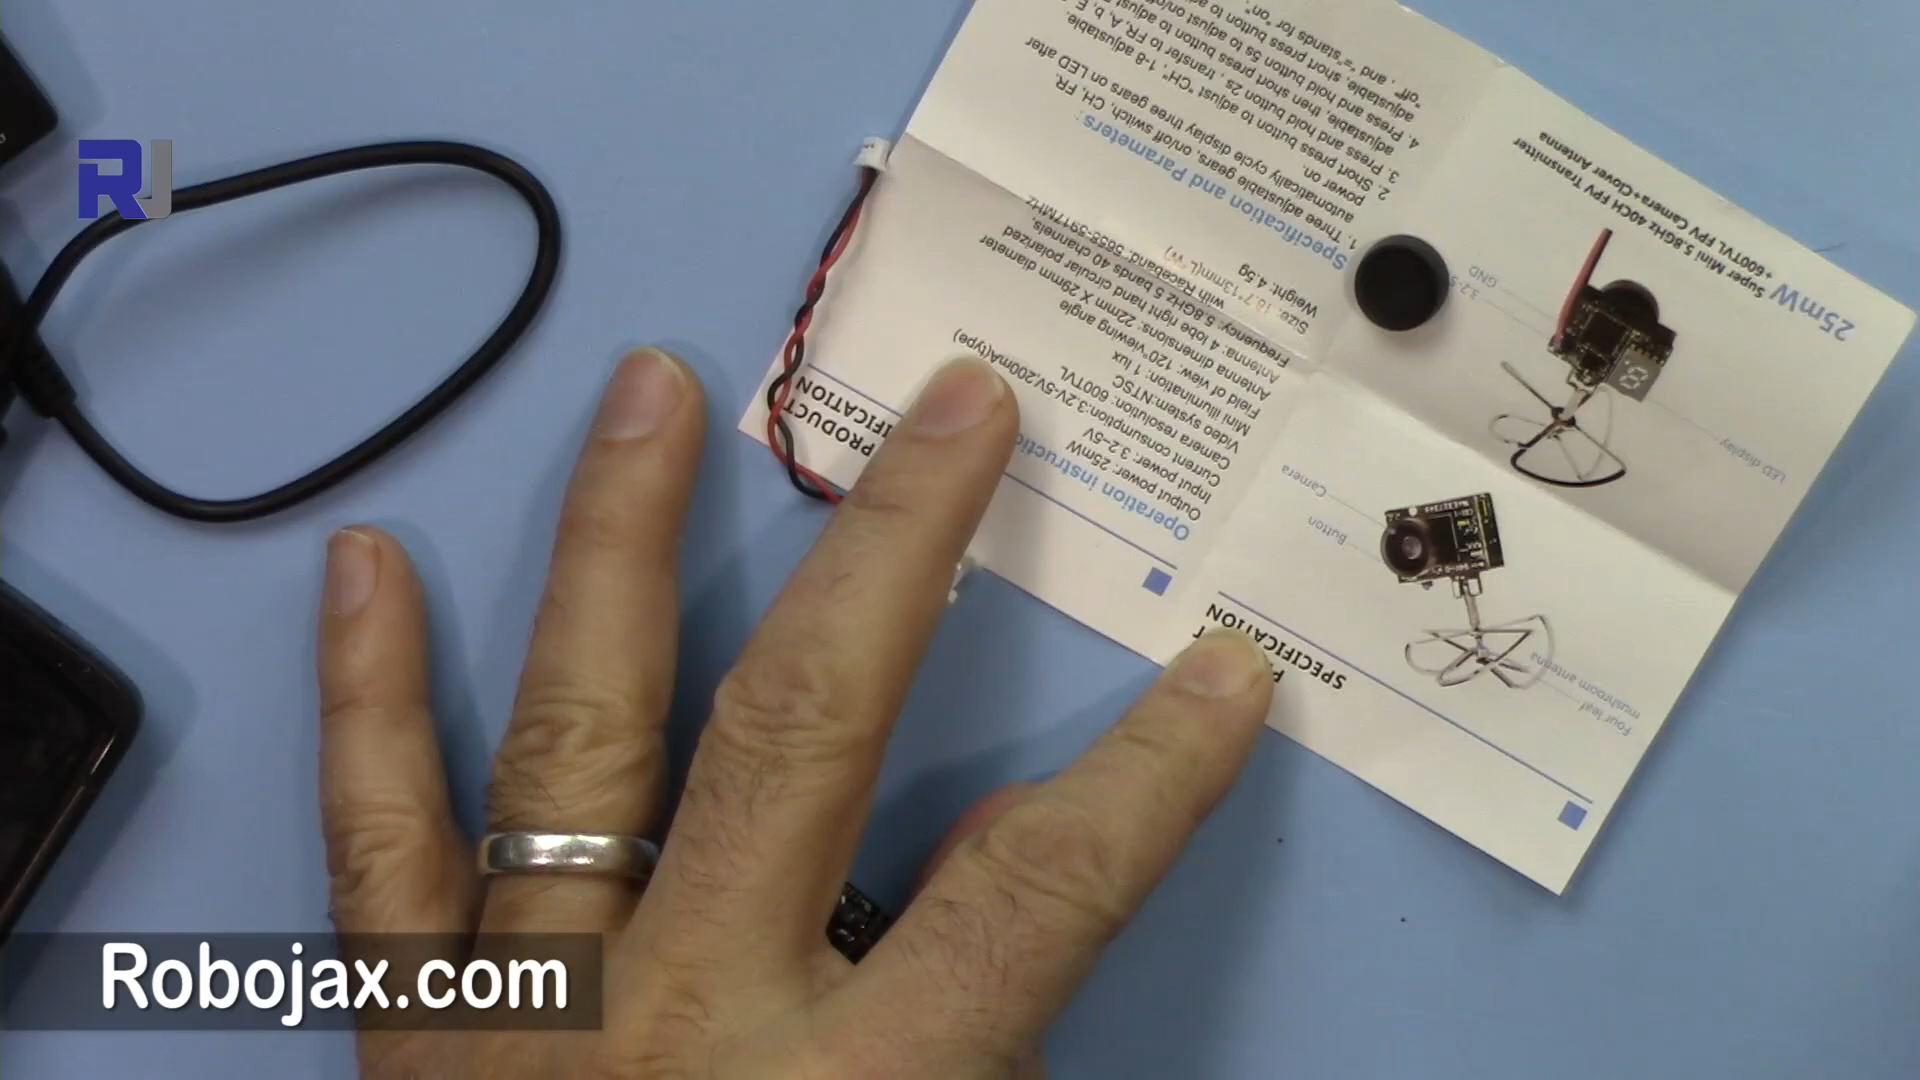 RJ
Robojax.com
SPECIFICATION
Four leaf
mushroom antenna
Button
Camera
LED display
GND
25mW
Super Mini 5.8GHz 40CH FPV Transmitter
+600TVL FPV Camera+Clover Antenna
PRODUCT
Operation instructi
Output power: 25mW
Input power: 3.2–5V
Current consumption:3.2V-5V,200mA(type)
Camera resolution: 600TVL
Video system:NTSC
Mini illumination: 1 lux
Field of view: 120°viewing angle
Antenna dimensions: 22mm X 29mm diameter
Antenna: 4 lobe right hand circular polarized
Frequency: 5.8GHz 5 bands 40 channels,
with Raceband: 5658-5917MHz
Size: 18.7*13mm(L*W)
Weight: 4.5g
Specification and Parameters:
1. Three adjustable gears, on/off switch, CH, FR,
automatically cycle display three gears on LED after
power on.
2. Short press button to adjust "CH", 1-8 adjustable.
3. Press and hold button 2s, transfer to FR, A, b, E
adjustable, then short press button to adjust
4. Press and hold button 5s to adjust on/off
adjustable, short press button to
"off", and "=" stands for "on".